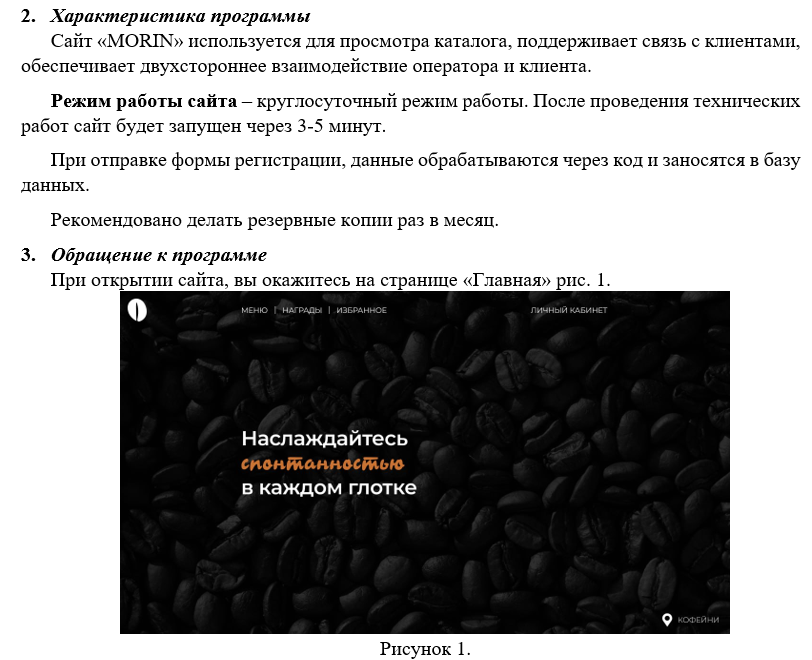 2. Характеристика программы
Сайт «MORIN» используется для просмотра каталога, поддерживает связь с клиентами,
обеспечивает двухстороннее взаимодействие оператора и клиента.
Режим работы сайта – круглосуточный режим работы. После проведения технических
работ сайт будет запущен через 3-5 минут.
При отправке формы регистрации, данные обрабатываются через код и заносятся в базу
данных.
Рекомендовано делать резервные копии раз в месяц.
3. Обращение к программе
При открытии сайта, вы окажитесь на странице «Главная» рис. 1.
МЕНЮ | НАГРАДЫ | ИЗБРАННОЕ ЛИЧНЫЙ КАБИНЕТ
Наслаждайтесь
спонтанностью
в каждом глотке
КОФЕЙНИ
Рисунок 1.